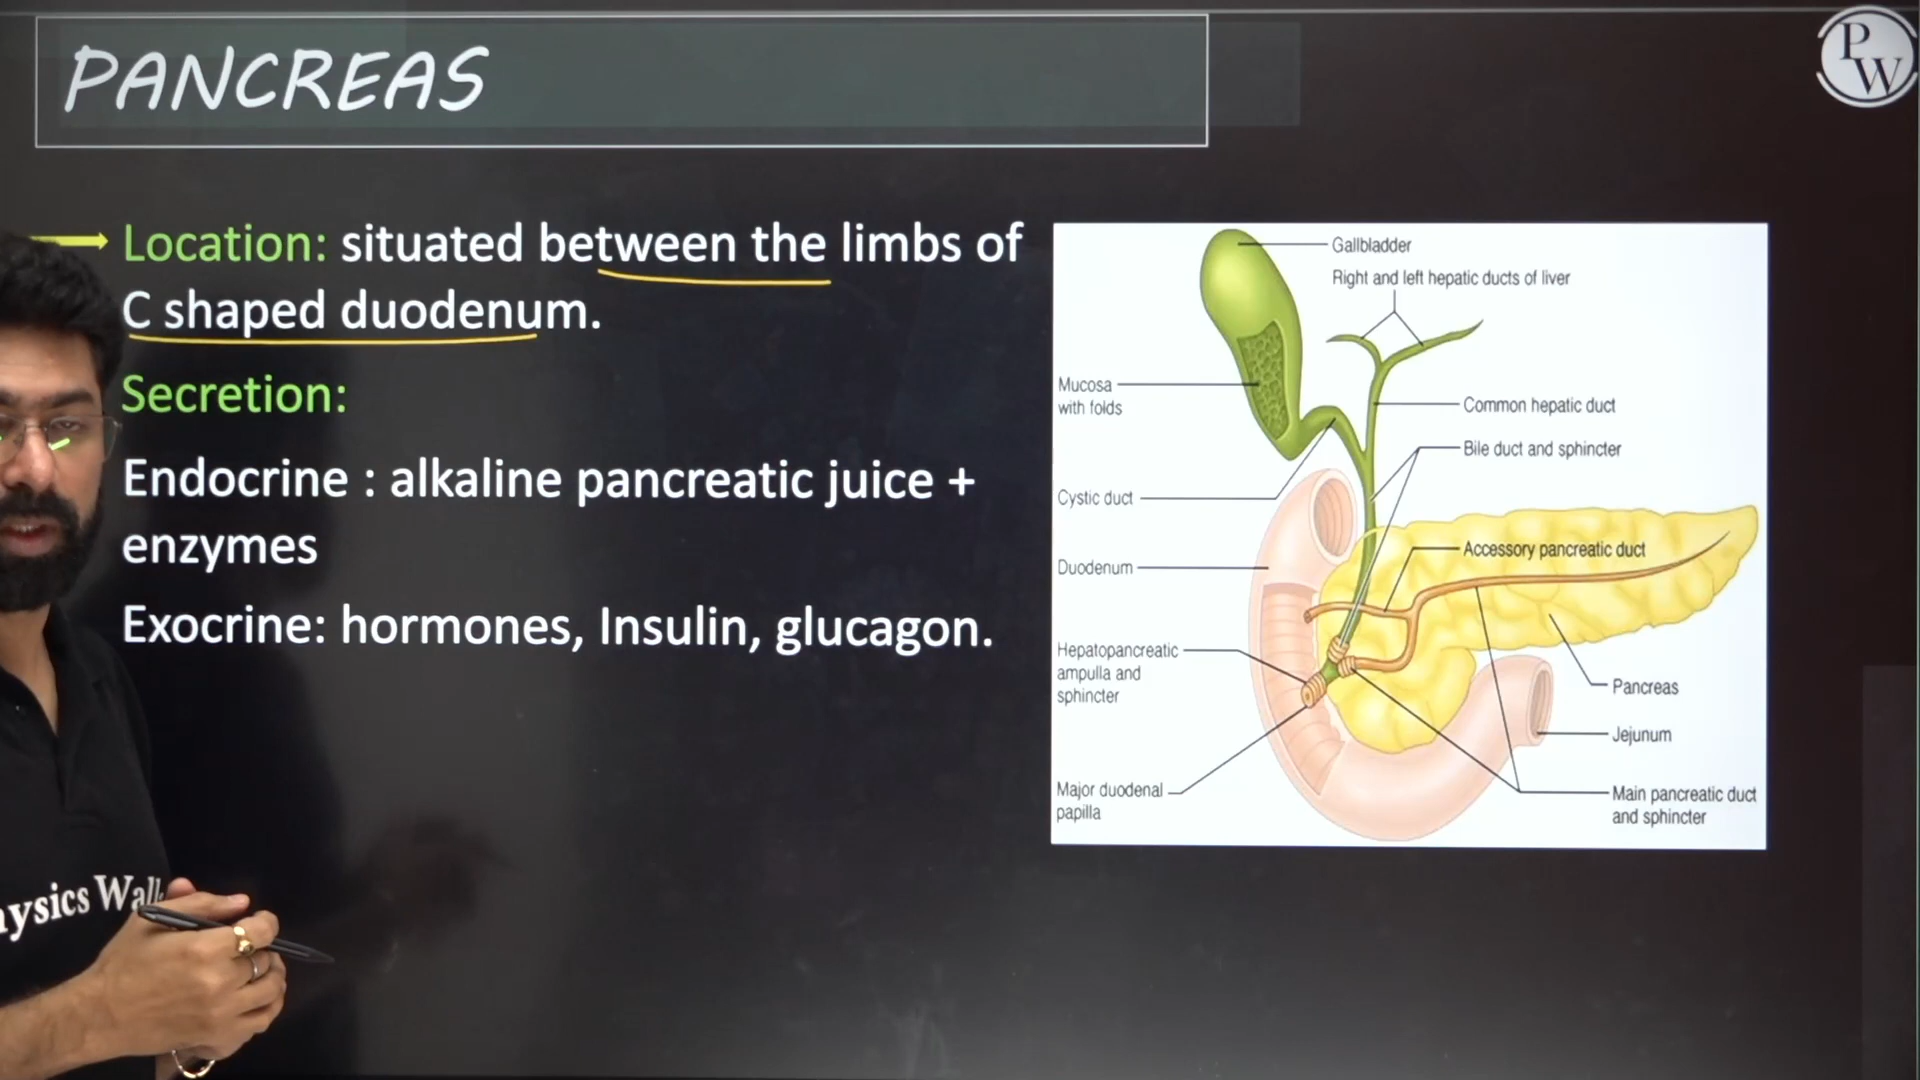 PANCREAS
PW
Location: situated between the limbs of
C shaped duodenum.
Secretion:
Endocrine : alkaline pancreatic juice +
enzymes
Exocrine: hormones, Insulin, glucagon.
Gallbladder
Right and left hepatic ducts of liver
Mucosa
with folds
Common hepatic duct
Bile duct and sphincter
Cystic duct
Accessory pancreatic duct
Duodenum
Hepatopancreatic
ampulla and
sphincter
Pancreas
Jejunum
Major duodenal
papilla
Main pancreatic duct
and sphincter
ysics Wall